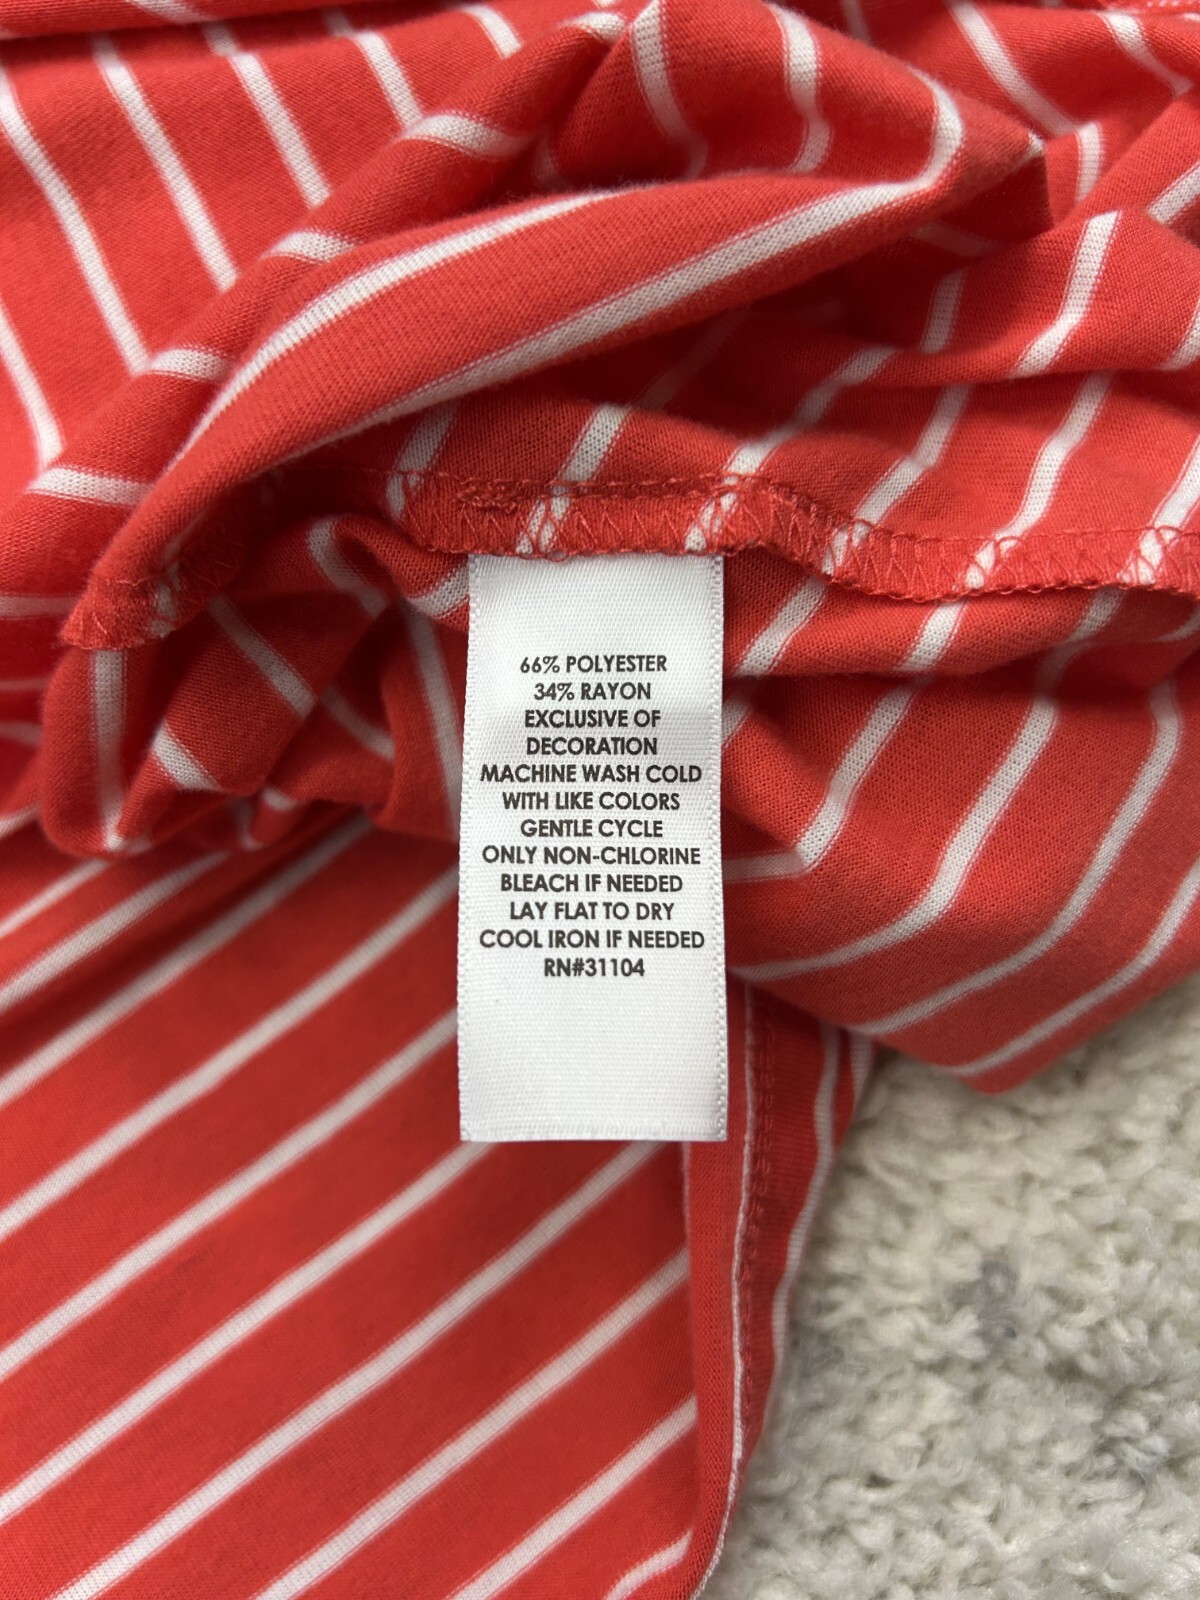 66% POLYESTER
34% RAYON
EXCLUSIVE OF
DECORATION
MACHINE WASH COLD
WITH LIKE COLORS
GENTLE CYCLE
ONLY NON-CHLORINE
BLEACH IF NEEDED
LAY FLAT TO DRY
COOL IRON IF NEEDED
RN#31104